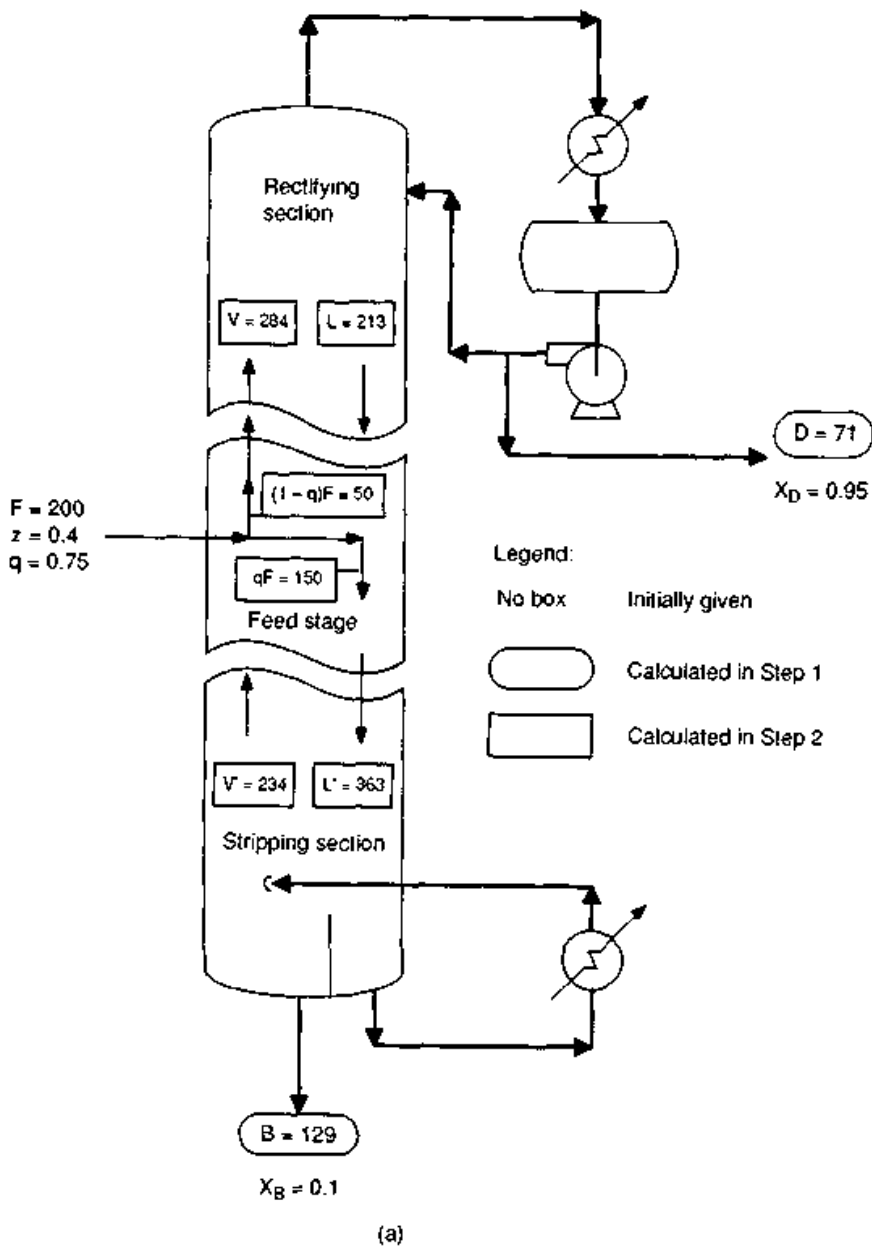 Rectifying
section
V = 284
L = 213
D = 71
X_D = 0.95
(1 - q)F = 50
F = 200
z = 0.4
q = 0.75
qF = 150
Feed stage
Legend:
No box Initially given
Calculated in Step 1
Calculated in Step 2
V' = 234
L' = 363
Stripping section
B = 129
X_B = 0.1
(a)